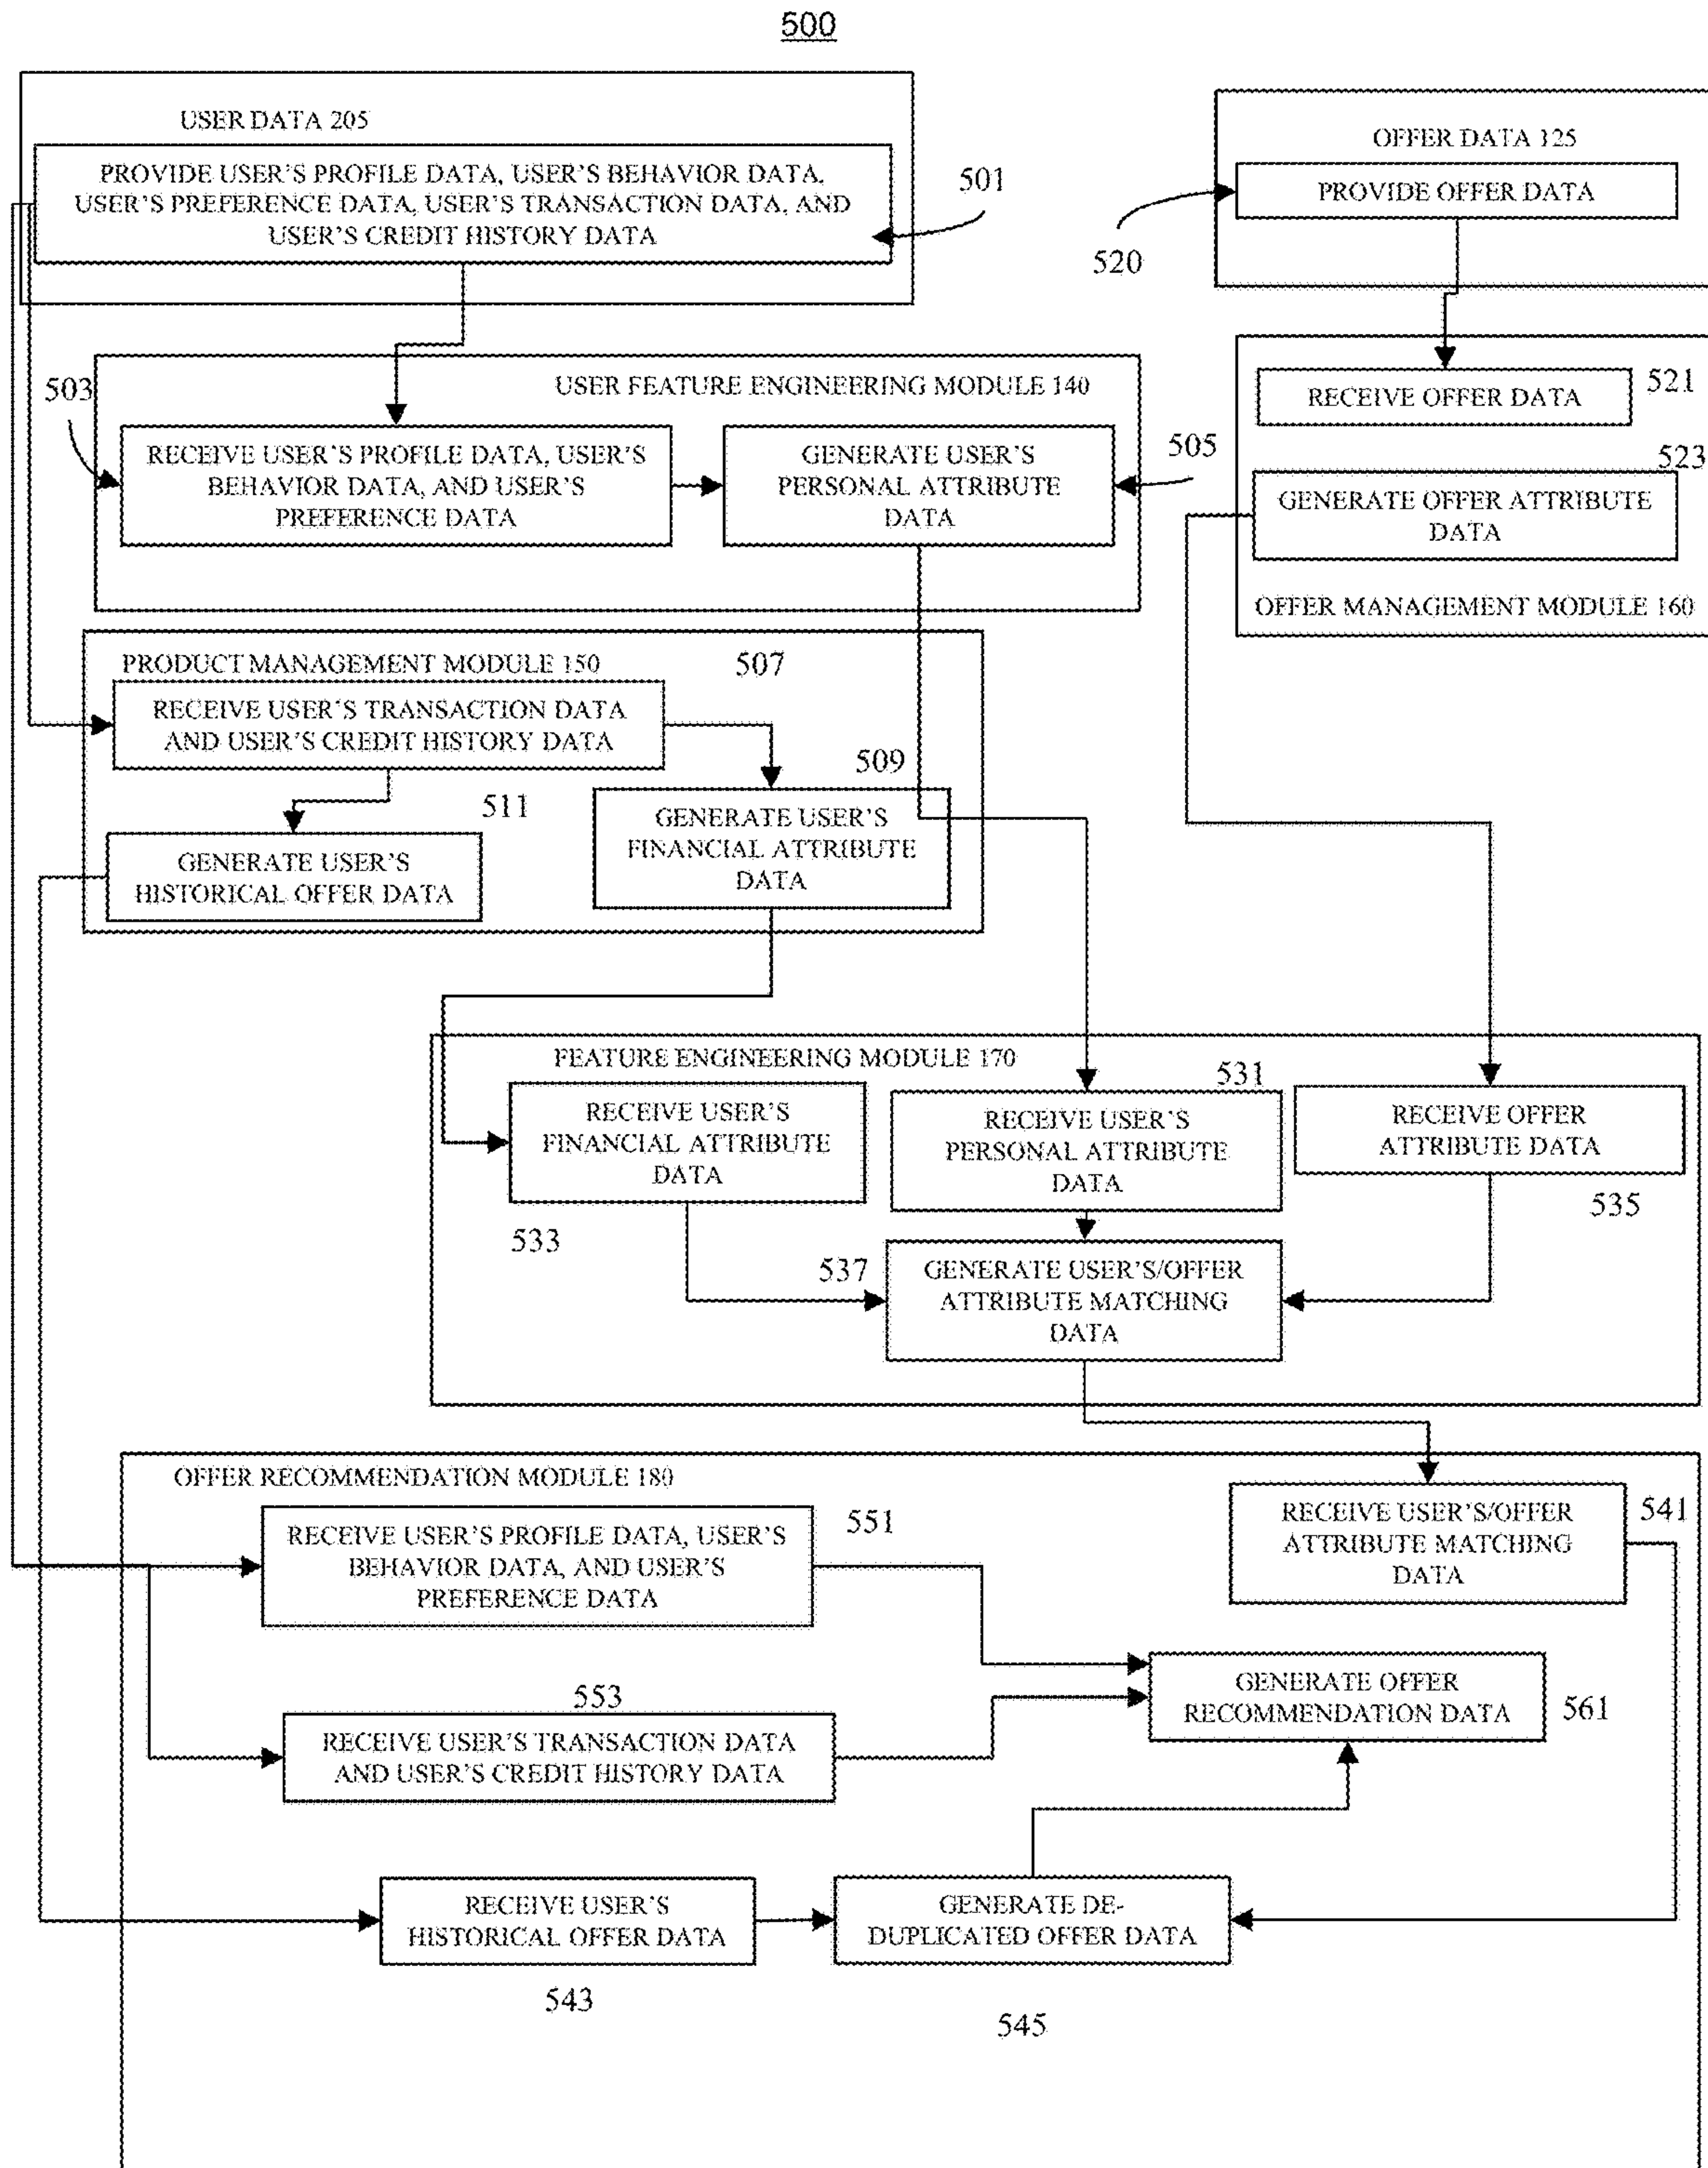 500
USER DATA 205
PROVIDE USER'S PROFILE DATA, USER'S BEHAVIOR DATA,
USER'S PREFERENCE DATA, USER'S TRANSACTION DATA, AND
USER'S CREDIT HISTORY DATA
501
OFFER DATA 125
PROVIDE OFFER DATA
520
503
USER FEATURE ENGINEERING MODULE 140
RECEIVE USER'S PROFILE DATA, USER'S
BEHAVIOR DATA, AND USER'S
PREFERENCE DATA
GENERATE USER'S
PERSONAL ATTRIBUTE
DATA
505
RECEIVE OFFER DATA
521
523
GENERATE OFFER ATTRIBUTE
DATA
OFFER MANAGEMENT MODULE 160
PRODUCT MANAGEMENT MODULE 150
507
RECEIVE USER'S TRANSACTION DATA
AND USER'S CREDIT HISTORY DATA
509
511
GENERATE USER'S
FINANCIAL ATTRIBUTE
DATA
GENERATE USER'S
HISTORICAL OFFER DATA
FEATURE ENGINEERING MODULE 170
531
RECEIVE USER'S
FINANCIAL ATTRIBUTE
DATA
RECEIVE USER'S
PERSONAL ATTRIBUTE
DATA
RECEIVE OFFER
ATTRIBUTE DATA
533
535
537
GENERATE USER'S/OFFER
ATTRIBUTE MATCHING
DATA
OFFER RECOMMENDATION MODULE 180
RECEIVE USER'S PROFILE DATA, USER'S
BEHAVIOR DATA, AND USER'S
PREFERENCE DATA
551
RECEIVE USER'S/OFFER
ATTRIBUTE MATCHING
DATA
541
553
RECEIVE USER'S TRANSACTION DATA
AND USER'S CREDIT HISTORY DATA
GENERATE OFFER
RECOMMENDATION DATA
561
RECEIVE USER'S
HISTORICAL OFFER DATA
GENERATE DE-
DUPLICATED OFFER DATA
543
545